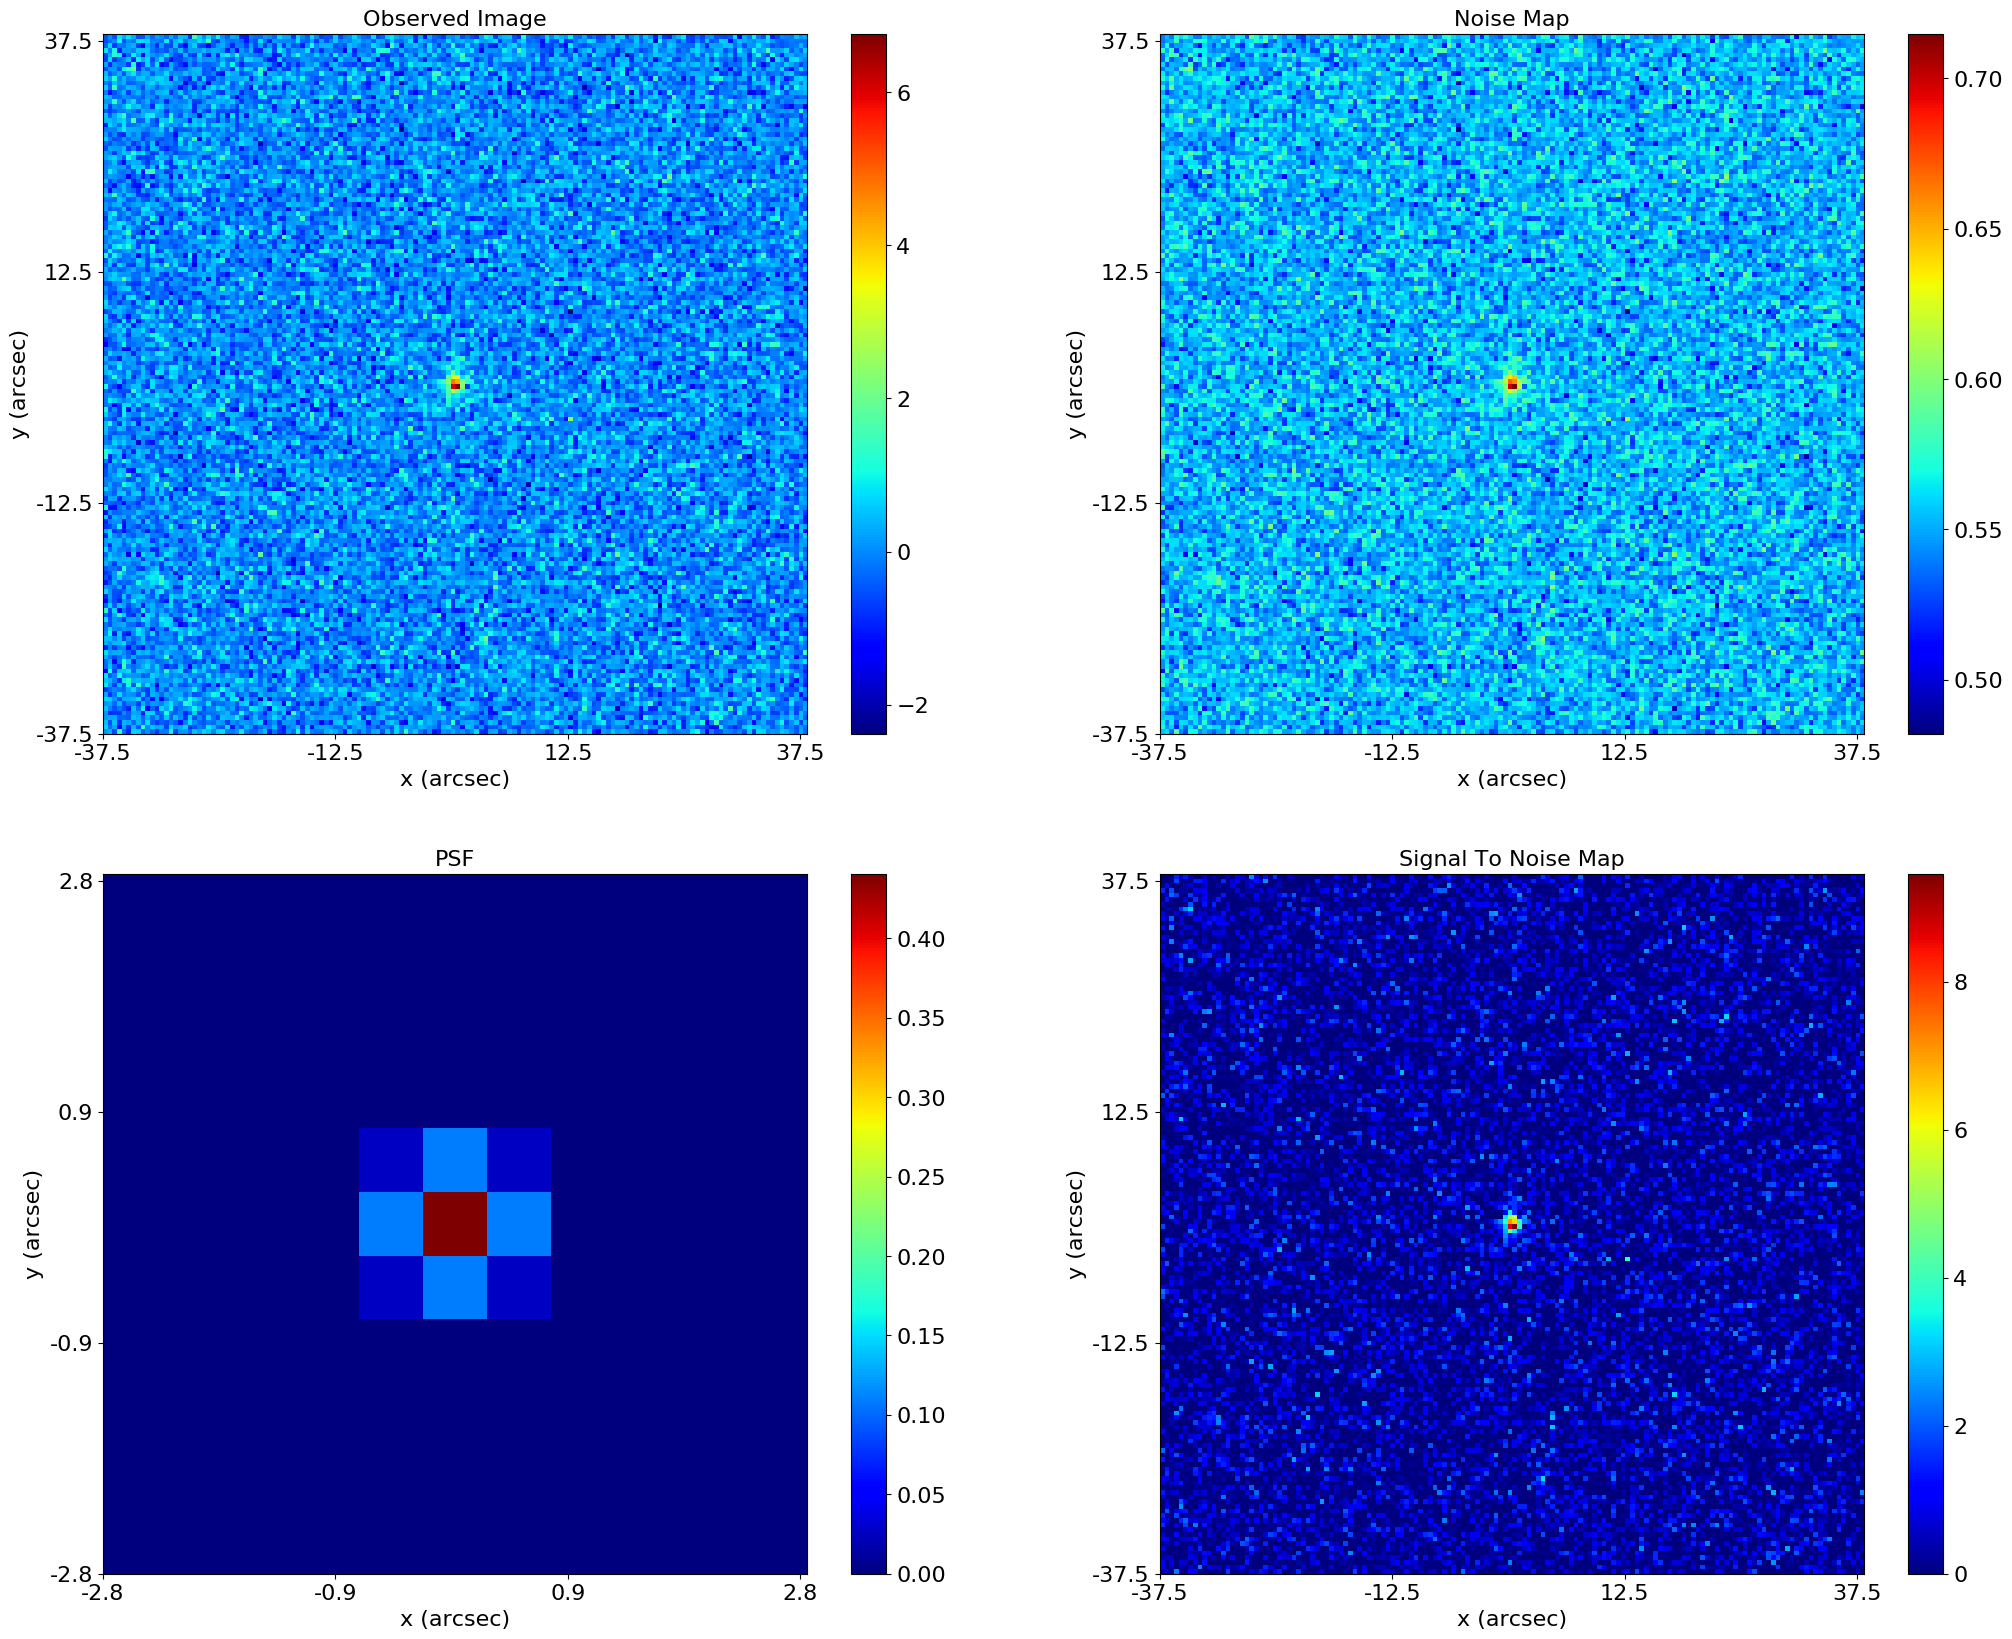 Observed Image
37.5
12.5
-12.5
-37.5
-37.5 -12.5 12.5 37.5
x (arcsec)
y (arcsec)
6
4
2
0
−2
Noise Map
37.5
12.5
-12.5
-37.5
-37.5 -12.5 12.5 37.5
x (arcsec)
y (arcsec)
0.70
0.65
0.60
0.55
0.50
PSF
2.8
0.9
-0.9
-2.8
-2.8 -0.9 0.9 2.8
x (arcsec)
y (arcsec)
0.40
0.35
0.30
0.25
0.20
0.15
0.10
0.05
0.00
Signal To Noise Map
37.5
12.5
-12.5
-37.5
-37.5 -12.5 12.5 37.5
x (arcsec)
y (arcsec)
8
6
4
2
0